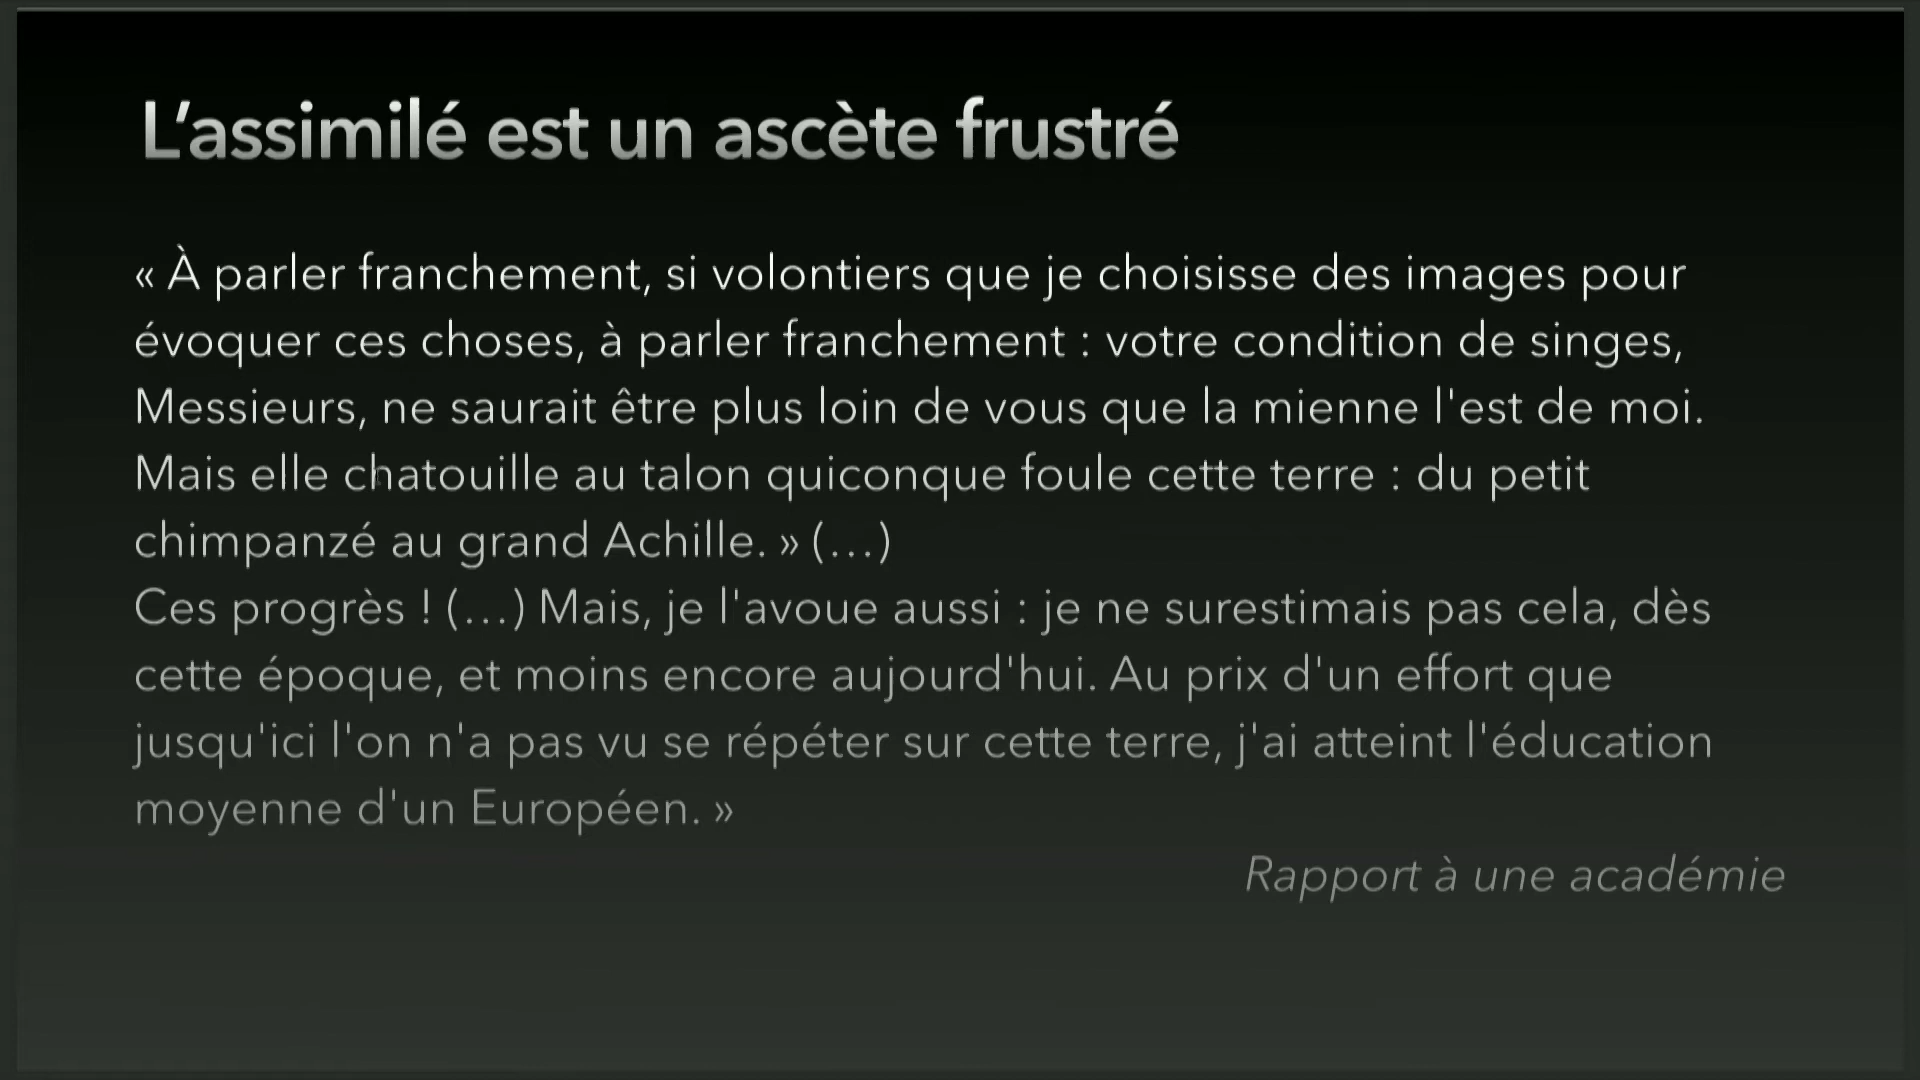 L’assimilé est un ascète frustré
« À parler franchement, si volontiers que je choisisse des images pour
évoquer ces choses, à parler franchement : votre condition de singes,
Messieurs, ne saurait être plus loin de vous que la mienne l'est de moi.
Mais elle chatouille au talon quiconque foule cette terre : du petit
chimpanzé au grand Achille. » (…)
Ces progrès ! (…) Mais, je l'avoue aussi : je ne surestimais pas cela, dès
cette époque, et moins encore aujourd'hui. Au prix d'un effort que
jusqu'ici l'on n'a pas vu se répéter sur cette terre, j'ai atteint l'éducation
moyenne d'un Européen. »
Rapport à une académie